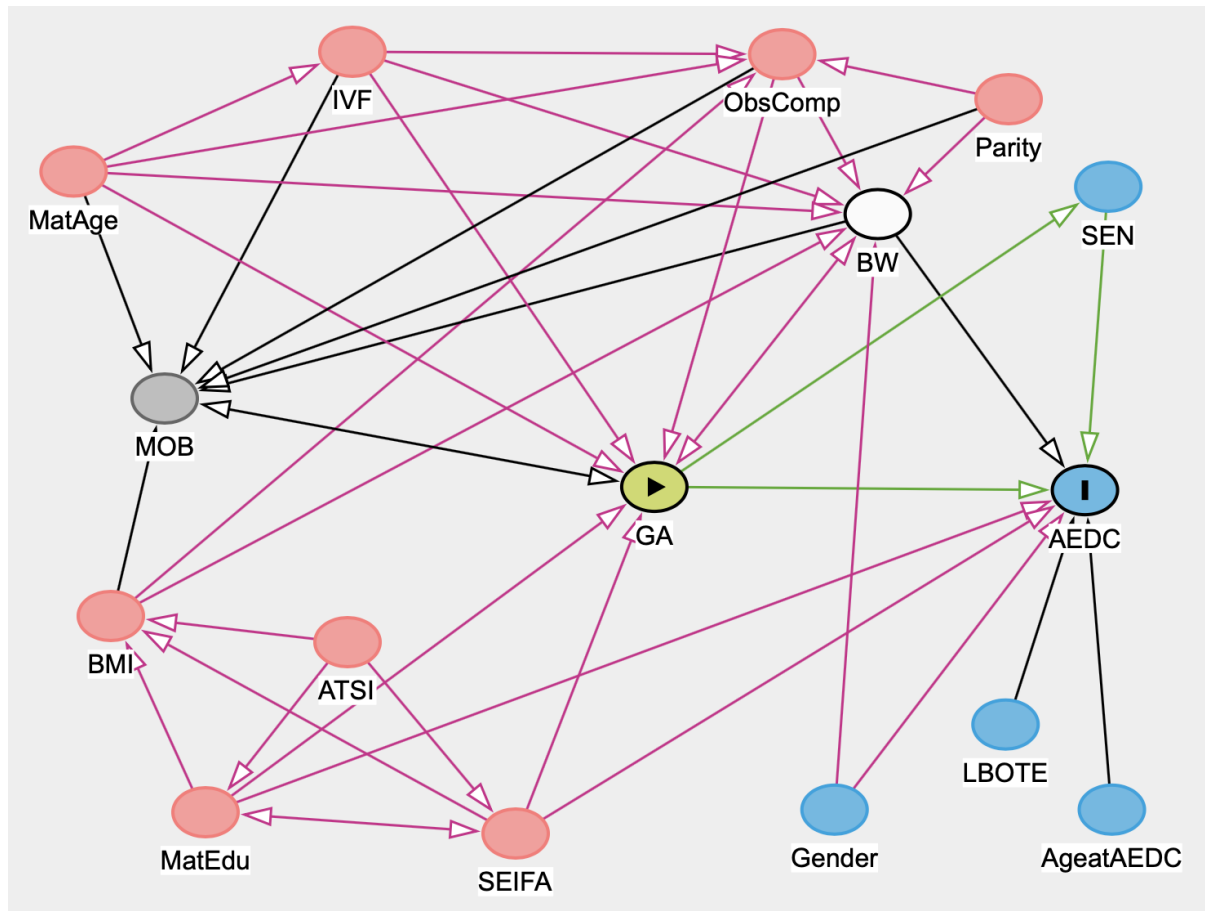 IVF
ObsComp
Parity
MatAge
SEN
BW
MOB
GA
AEDC
BMI
ATSI
LBOTE
MatEdu
SEIFA
Gender
AgeatAEDC